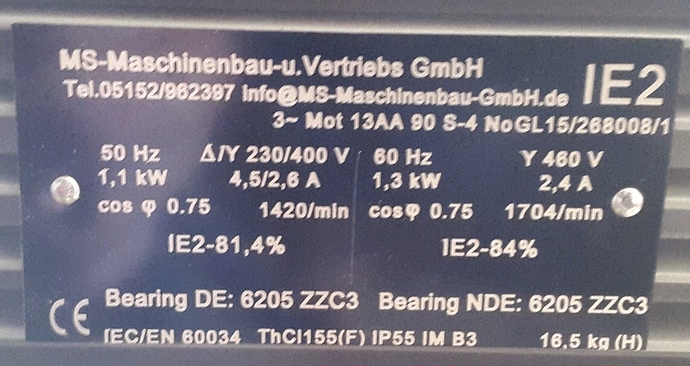 MS-Maschinenbau-u.Vertriebs GmbH
IE2
Tel.05152/962397 Info@MS-Maschinenbau-GmbH.de
3~ Mot 13AA 90 S-4 NoGL15/268008/1
50 Hz Δ/Y 230/400 V 60 Hz Y 460 V
1,1 kW 4,5/2,6 A 1,3 kW 2,4 A
cos φ 0.75 1420/min cosφ 0.75 1704/min
IE2-81,4% IE2-84%
Bearing DE: 6205 ZZC3 Bearing NDE: 6205 ZZC3
CE IEC/EN 60034 ThCl155(F) IP55 IM B3 16,5 kg (H)